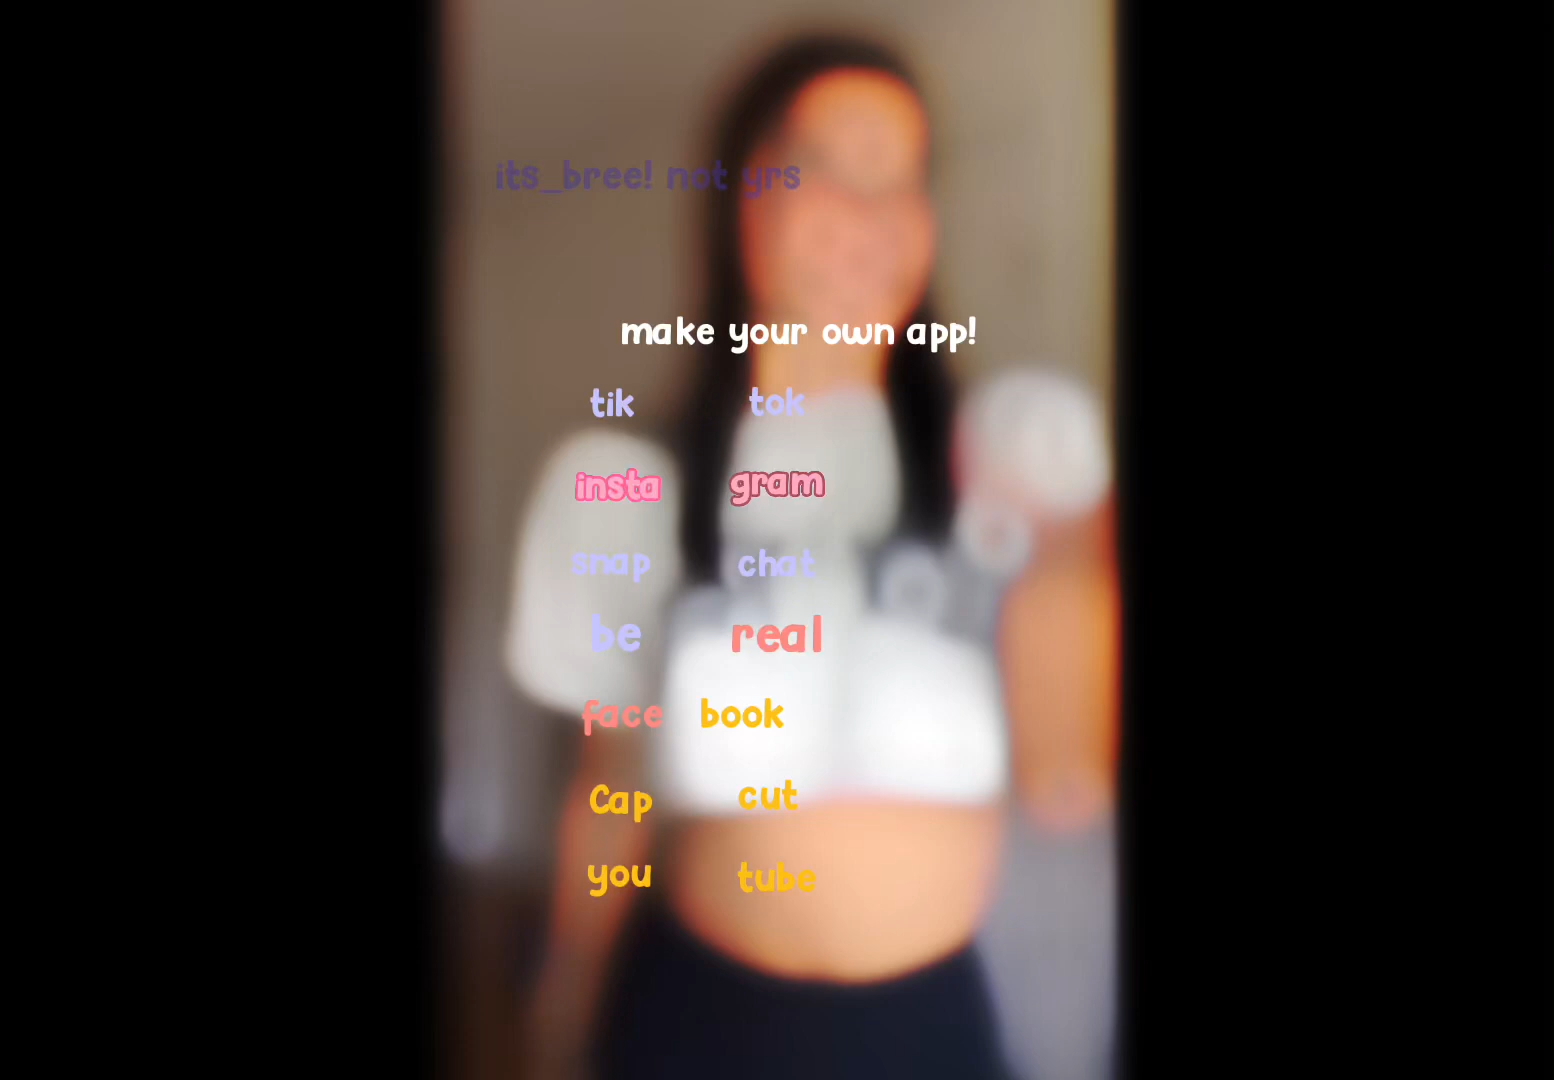 its_bree! not yrs
make your own app!
tik tok
insta gram
snap chat
be real
face book
Cap cut
you tube